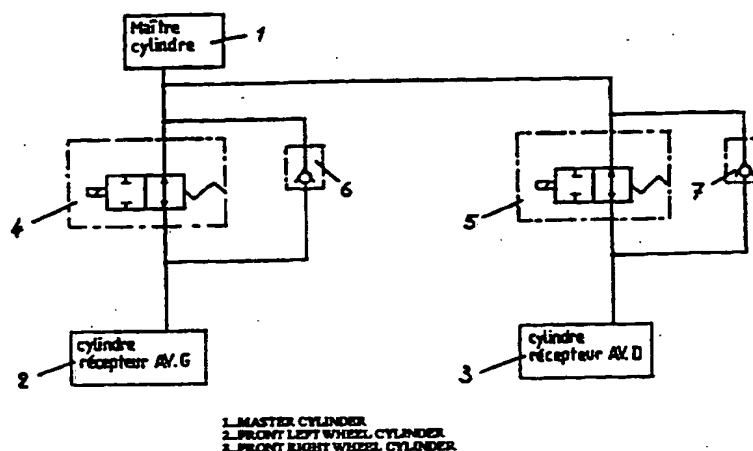 Maître
cylindre
1
6
7
4
5
cylindre
récepteur AV.G
2
cylindre
récepteur AV.D
3
1_MASTER CYLINDER
2_FRONT LEFT WHEEL CYLINDER
3_FRONT RIGHT WHEEL CYLINDER